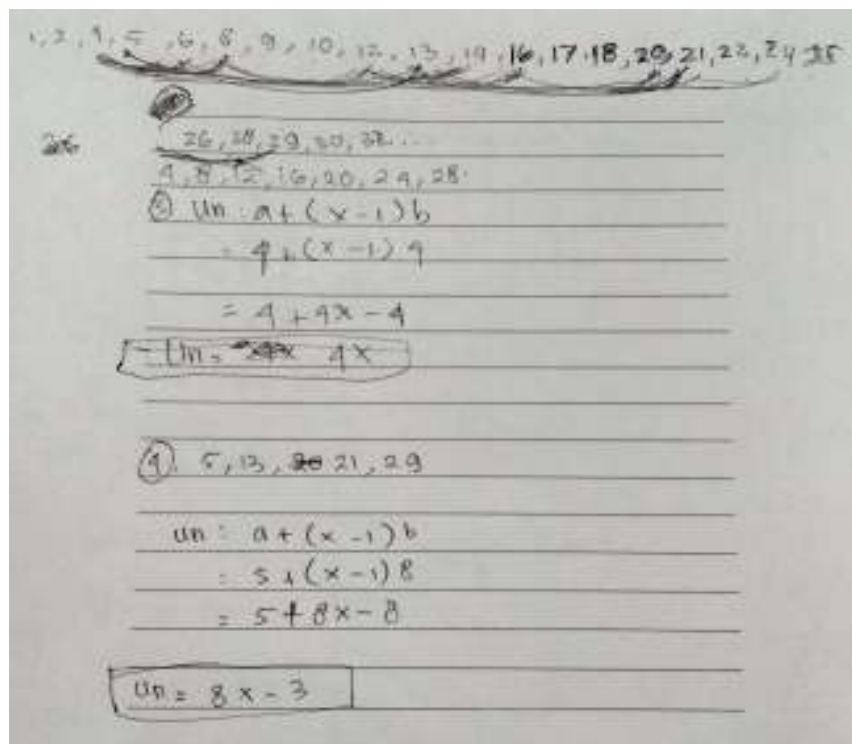 1, 2, 4, 5, 6, 8, 9, 10, 12, 13, 14, 16, 17, 18, 20, 21, 22, 24 25
26, 28, 29, 30, 32...
4, 8, 12, 16, 20, 24, 28.
③ Un : a + (x - 1) b
= 4 + (x - 1) 4
= 4 + 4x - 4
- Un = 4x
④. 5, 13, 21, 29
Un : a + (x - 1) b
: 5 + (x - 1) 8
= 5 + 8x - 8
Un = 8x - 3